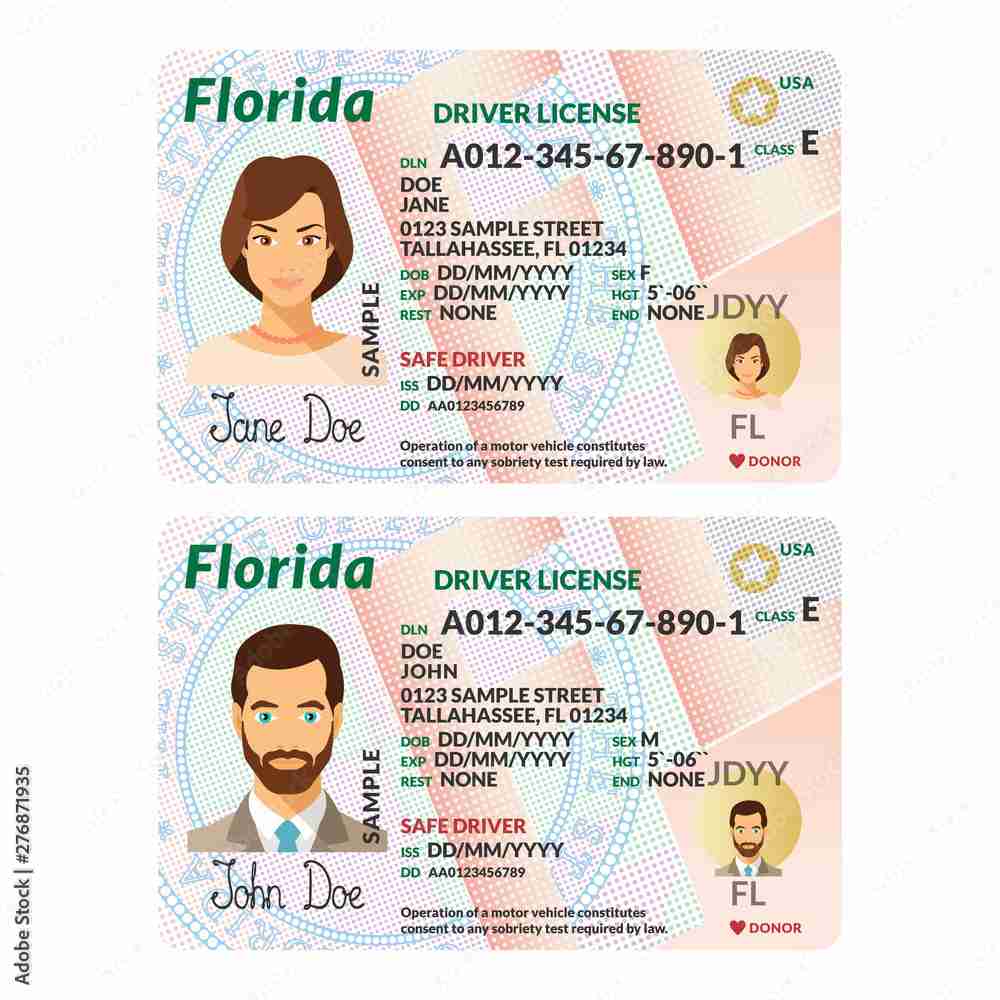 Florida
DRIVER LICENSE
USA
DLN A012-345-67-890-1 CLASS E
DOE
JANE
0123 SAMPLE STREET
TALLAHASSEE, FL 01234
DOB DD/MM/YYYY SEX F
EXP DD/MM/YYYY HGT 5`-06``
REST NONE END NONE JDYY
SAMPLE
SAFE DRIVER
ISS DD/MM/YYYY
DD AA0123456789
Jane Doe
FL
Operation of a motor vehicle constitutes
consent to any sobriety test required by law.
DONOR
Florida
DRIVER LICENSE
USA
DLN A012-345-67-890-1 CLASS E
DOE
JOHN
0123 SAMPLE STREET
TALLAHASSEE, FL 01234
DOB DD/MM/YYYY SEX M
EXP DD/MM/YYYY HGT 5`-06``
REST NONE END NONE JDYY
SAMPLE
SAFE DRIVER
ISS DD/MM/YYYY
DD AA0123456789
John Doe
FL
Operation of a motor vehicle constitutes
consent to any sobriety test required by law.
DONOR
Adobe Stock | #276871935